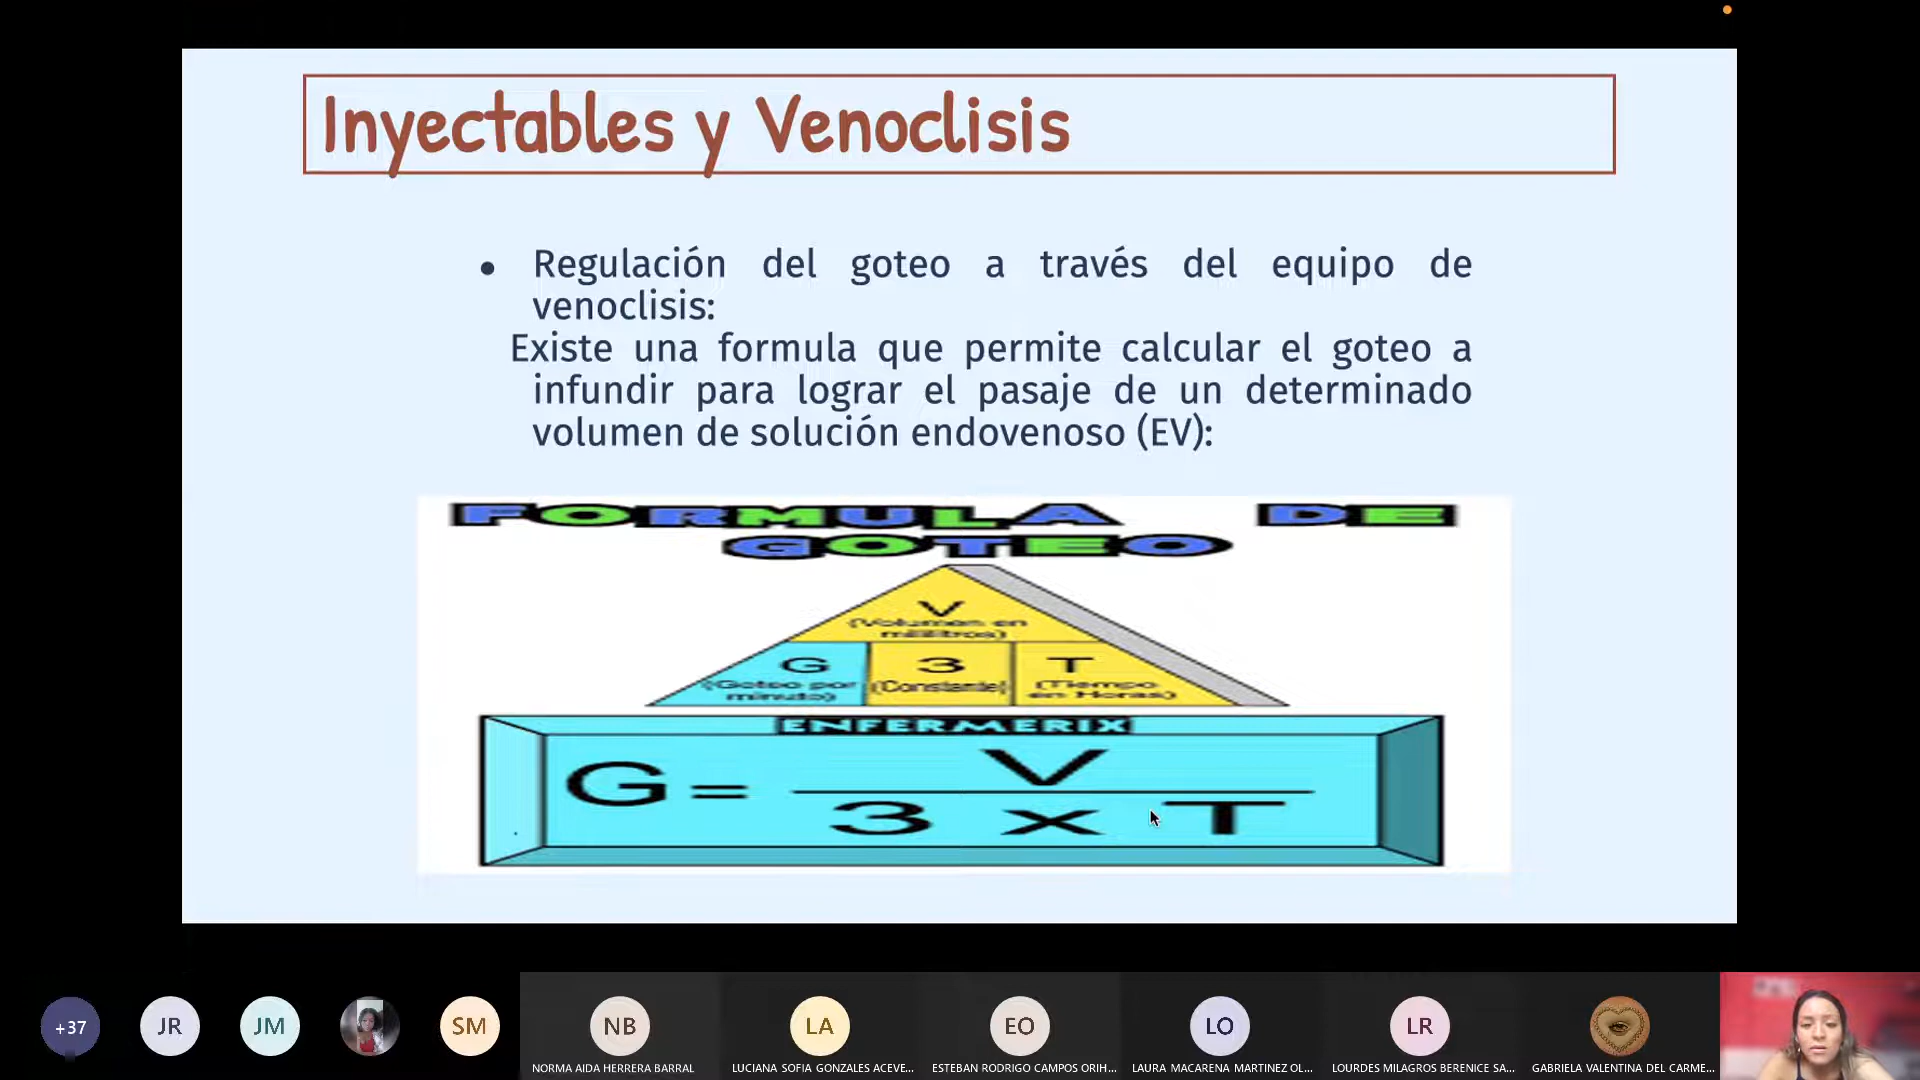 Inyectables y Venoclisis
• Regulación del goteo a través del equipo de
venoclisis:
Existe una formula que permite calcular el goteo a
infundir para lograr el pasaje de un determinado
volumen de solución endovenoso (EV):
FORMULA DE
GOTEO
V
(Volumen en
mililitros)
G
(Goteo por
minuto)
3
(Constante)
T
(Tiempo
en Horas)
ENFERMERIX
G= V
3 x T
+37
JR
JM
SM
NB
LA
EO
LO
LR
NORMA AIDA HERRERA BARRAL
LUCIANA SOFIA GONZALES ACEVE...
ESTEBAN RODRIGO CAMPOS ORIH...
LAURA MACARENA MARTINEZ OL...
LOURDES MILAGROS BERENICE SA...
GABRIELA VALENTINA DEL CARME...